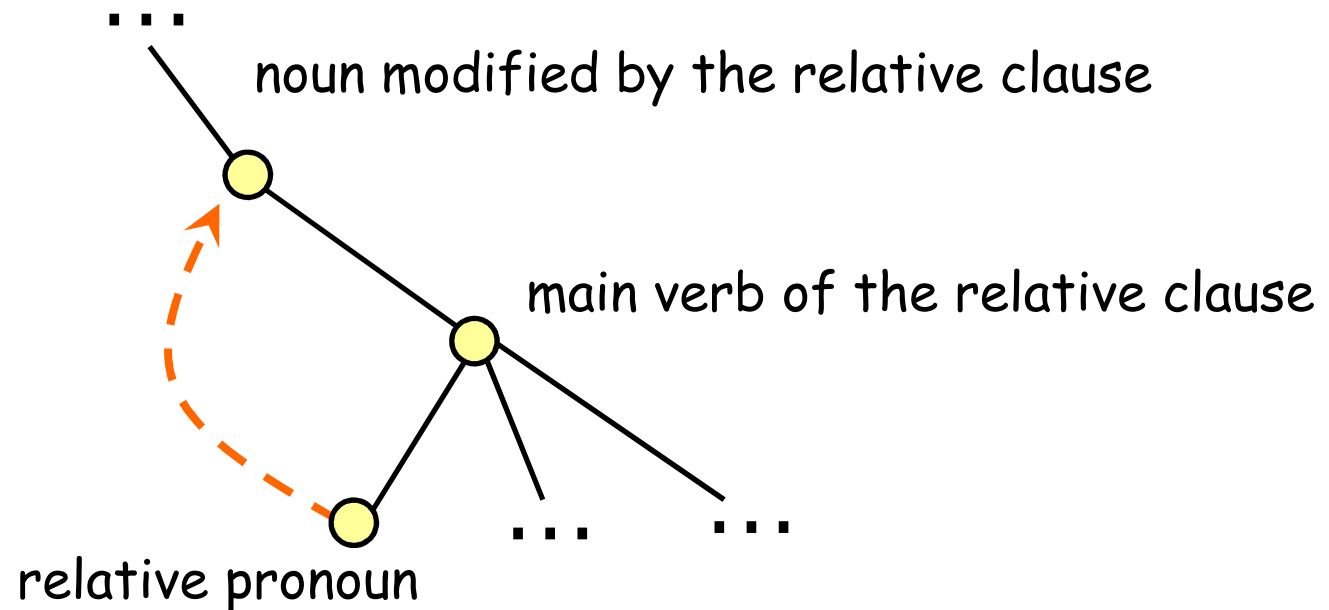 ...
noun modified by the relative clause
main verb of the relative clause
... ...
relative pronoun